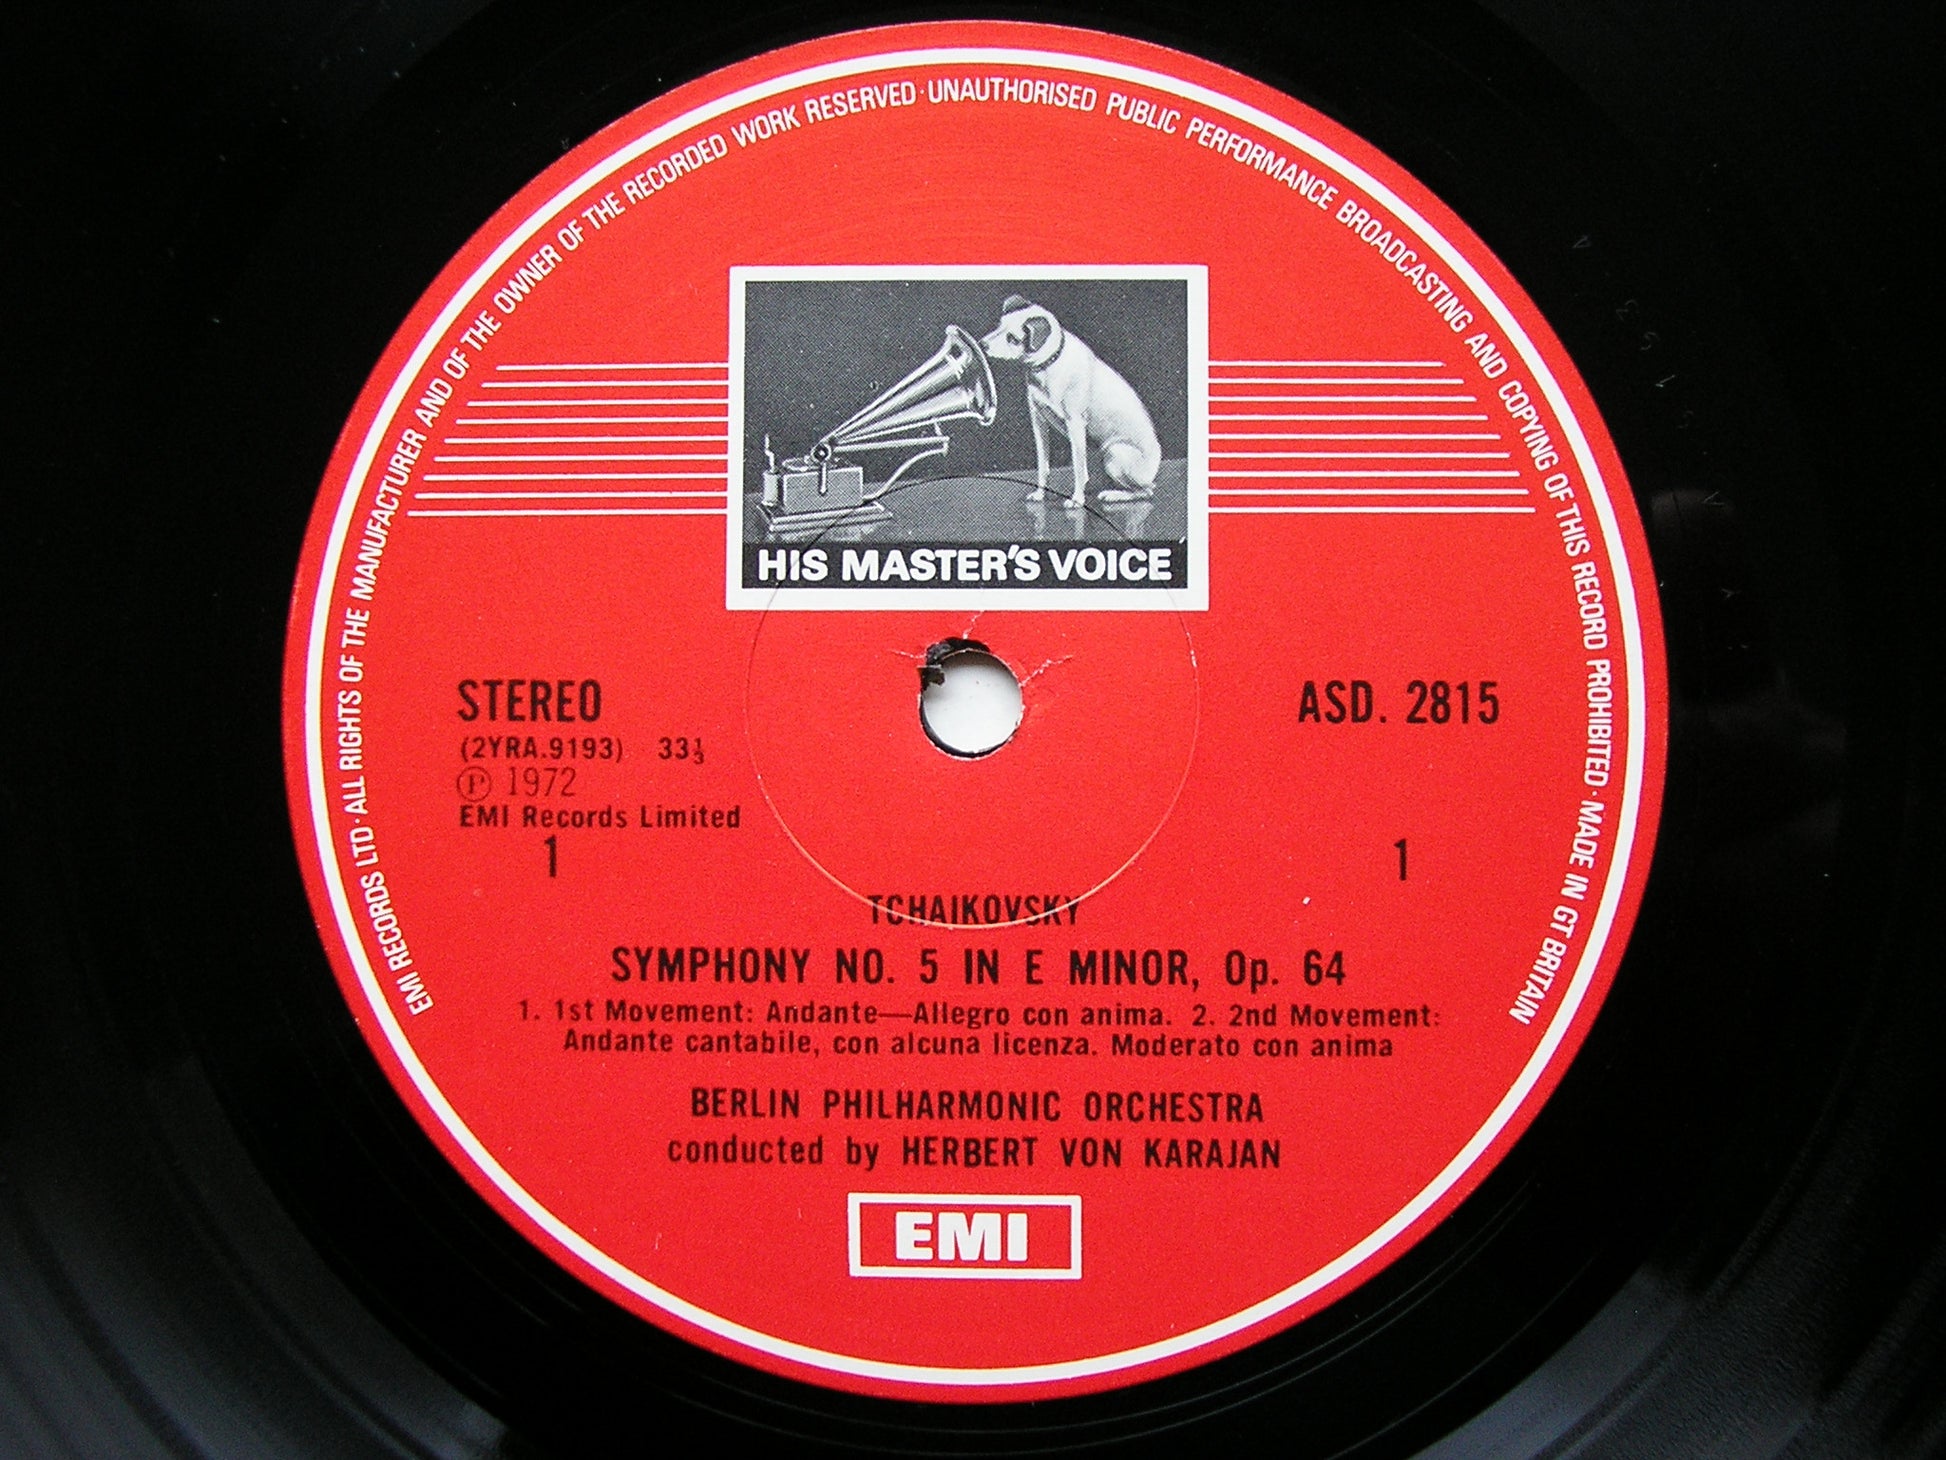 EMI RECORDS LTD · ALL RIGHTS OF THE MANUFACTURER AND OF THE OWNER OF THE RECORDED WORK RESERVED · UNAUTHORISED PUBLIC PERFORMANCE BROADCASTING AND COPYING OF THIS RECORD PROHIBITED · MADE IN GT BRITAIN
HIS MASTER'S VOICE
STEREO
ASD. 2815
(2YRA.9193) 33⅓
Ⓟ 1972
EMI Records Limited
1 1
TCHAIKOVSKY
SYMPHONY NO. 5 IN E MINOR, Op. 64
1. 1st Movement: Andante—Allegro con anima. 2. 2nd Movement:
Andante cantabile, con alcuna licenza. Moderato con anima
BERLIN PHILHARMONIC ORCHESTRA
conducted by HERBERT VON KARAJAN
EMI